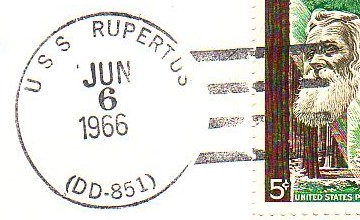 USS RUPERTUS
JUN
6
1966
(DD-851)
5¢
UNITED STATES P